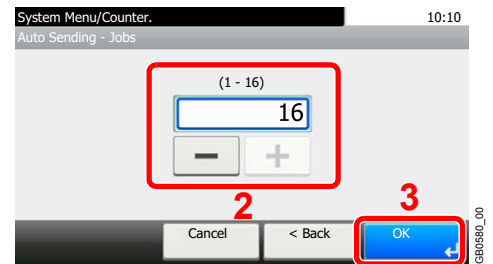 System Menu/Counter.
10:10
Auto Sending - Jobs
(1 - 16)
16
2
3
Cancel
< Back
OK
GB0580_00